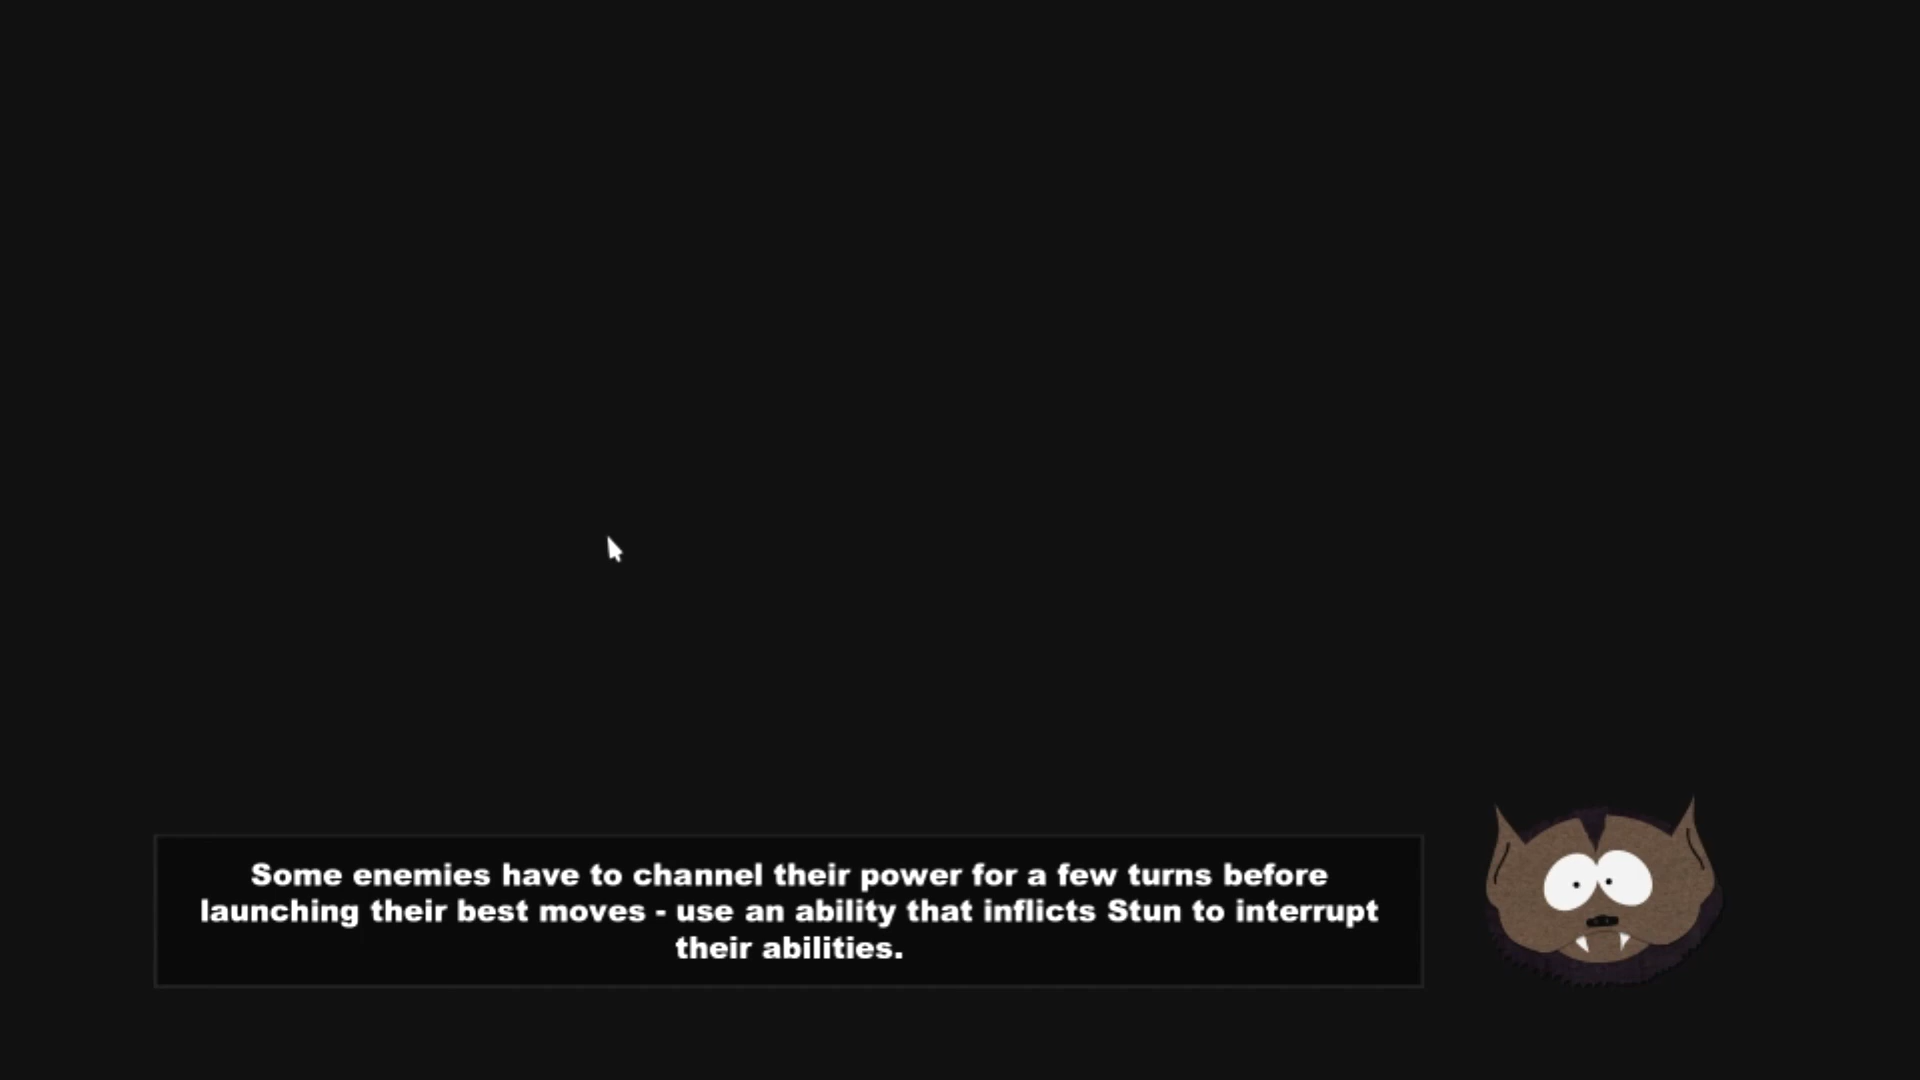 Some enemies have to channel their power for a few turns before
launching their best moves - use an ability that inflicts Stun to interrupt
their abilities.